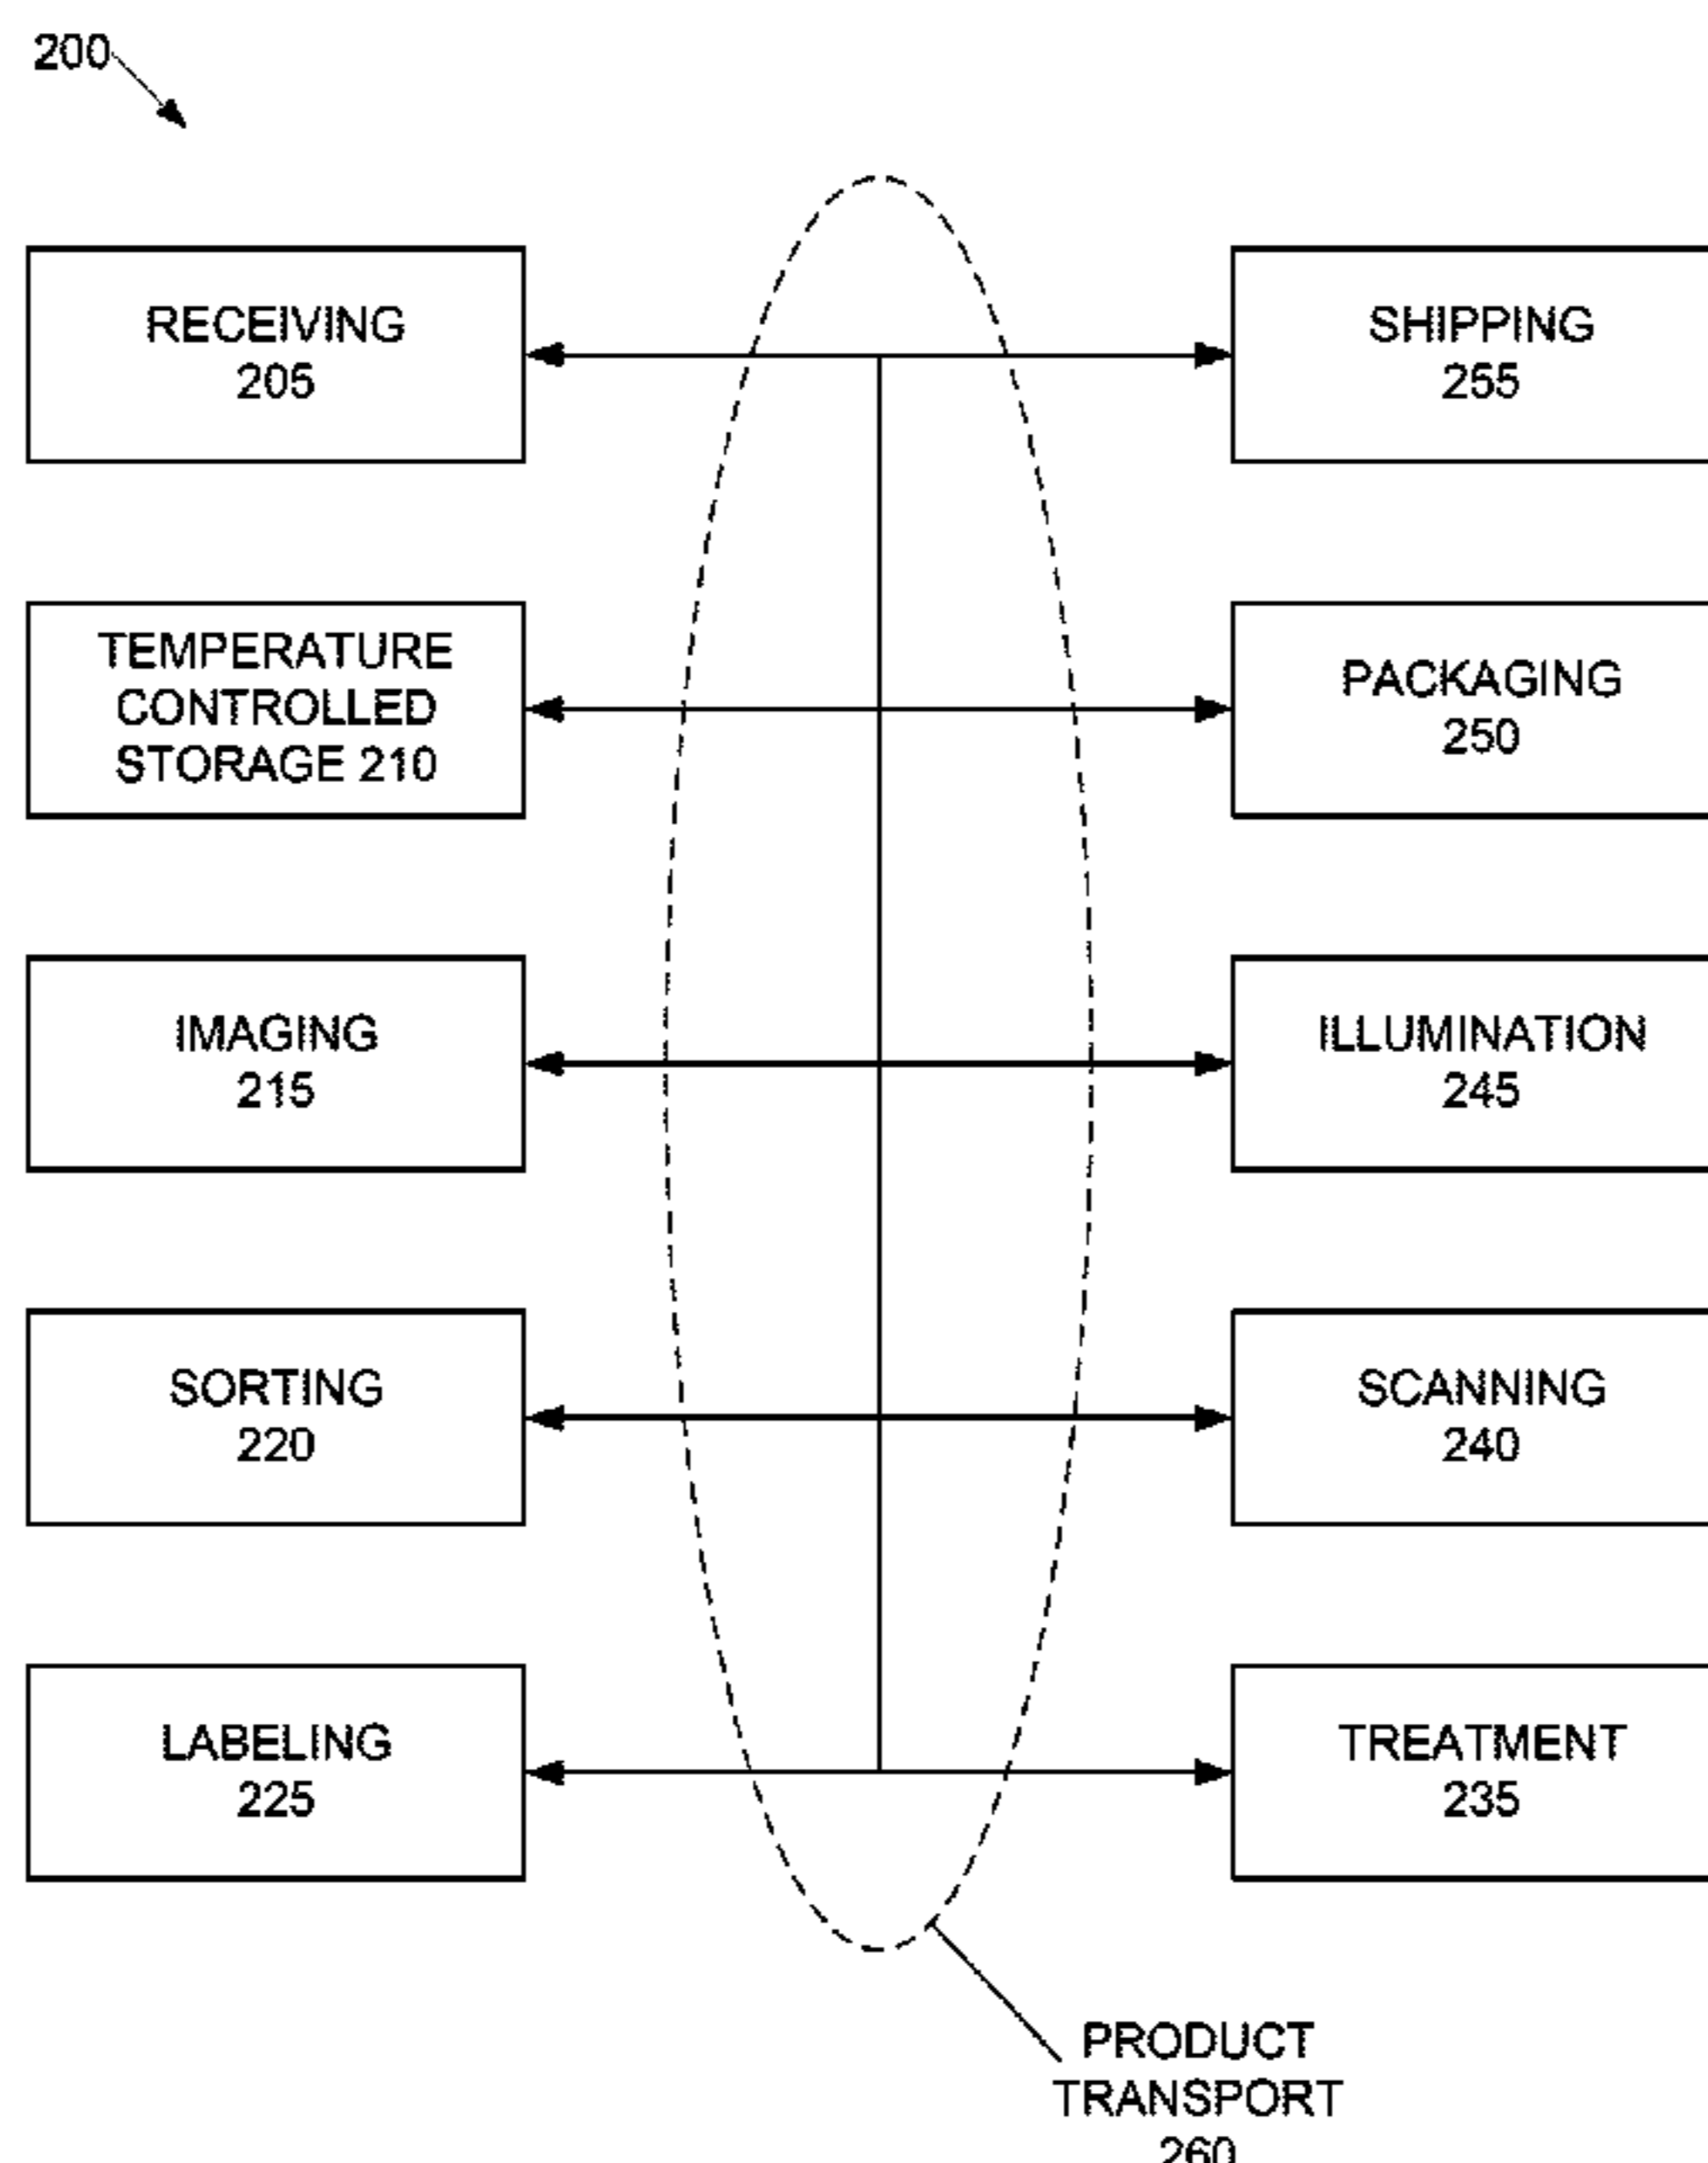 200
RECEIVING
205
SHIPPING
255
TEMPERATURE
CONTROLLED
STORAGE 210
PACKAGING
250
IMAGING
215
ILLUMINATION
245
SORTING
220
SCANNING
240
LABELING
225
TREATMENT
235
PRODUCT
TRANSPORT
260